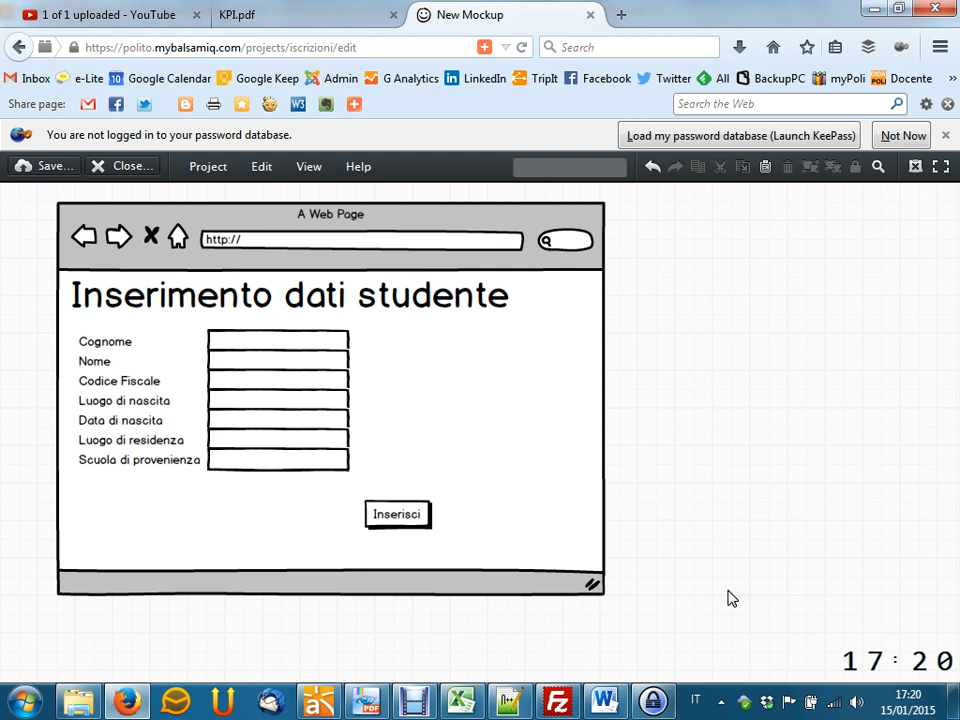 1 of 1 uploaded - YouTube
KPI.pdf
New Mockup
https://polito.mybalsamiq.com/projects/iscrizioni/edit
Search
Inbox
e-Lite
10 Google Calendar
Google Keep
Admin
G Analytics
LinkedIn
TripIt
Facebook
Twitter
All
BackupPC
myPoli
Docente
»
Share page:
W3
Search the Web
You are not logged in to your password database.
Load my password database (Launch KeePass)
Not Now
Save...
Close...
Project
Edit
View
Help
A Web Page
http://
Inserimento dati studente
Cognome
Nome
Codice Fiscale
Luogo di nascita
Data di nascita
Luogo di residenza
Scuola di provenienza
Inserisci
17:20
IT
17:20
15/01/2015